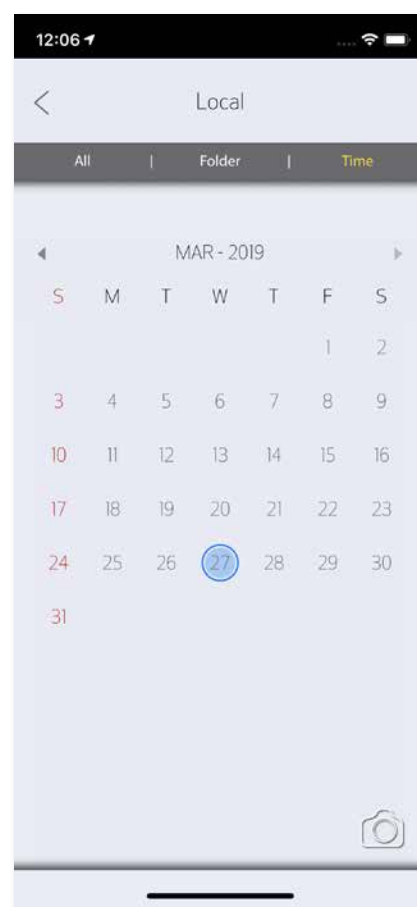 12:06
Local
All | Folder | Time
MAR - 2019
S M T W T F S
1 2
3 4 5 6 7 8 9
10 11 12 13 14 15 16
17 18 19 20 21 22 23
24 25 26 27 28 29 30
31